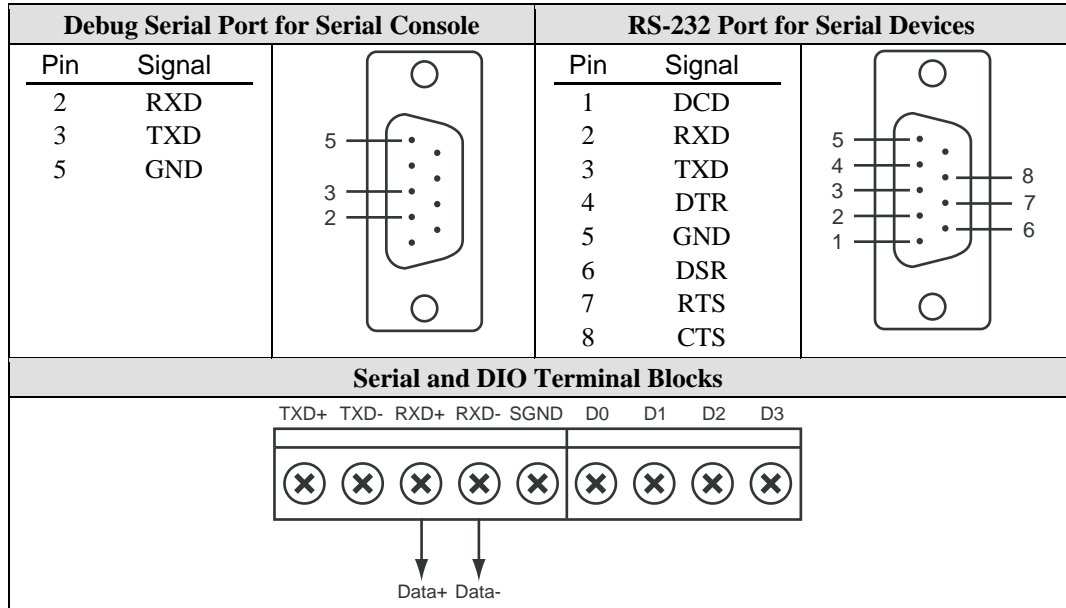 Debug Serial Port for Serial Console
RS-232 Port for Serial Devices
Pin Signal
2 RXD
3 TXD
5 GND
5
3
2
Pin Signal
1 DCD
2 RXD
3 TXD
4 DTR
5 GND
6 DSR
7 RTS
8 CTS
5
4
3
2
1
8
7
6
Serial and DIO Terminal Blocks
TXD+ TXD- RXD+ RXD- SGND D0 D1 D2 D3
Data+ Data-